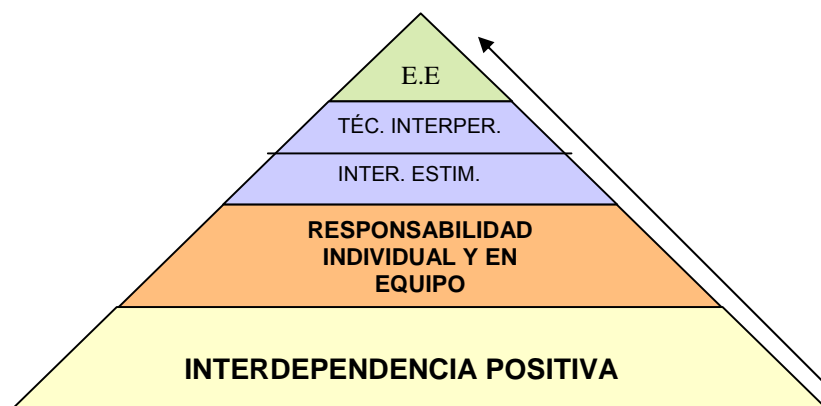 E.E
TÉC. INTERPER.
INTER. ESTIM.
RESPONSABILIDAD
INDIVIDUAL Y EN
EQUIPO
INTERDEPENDENCIA POSITIVA